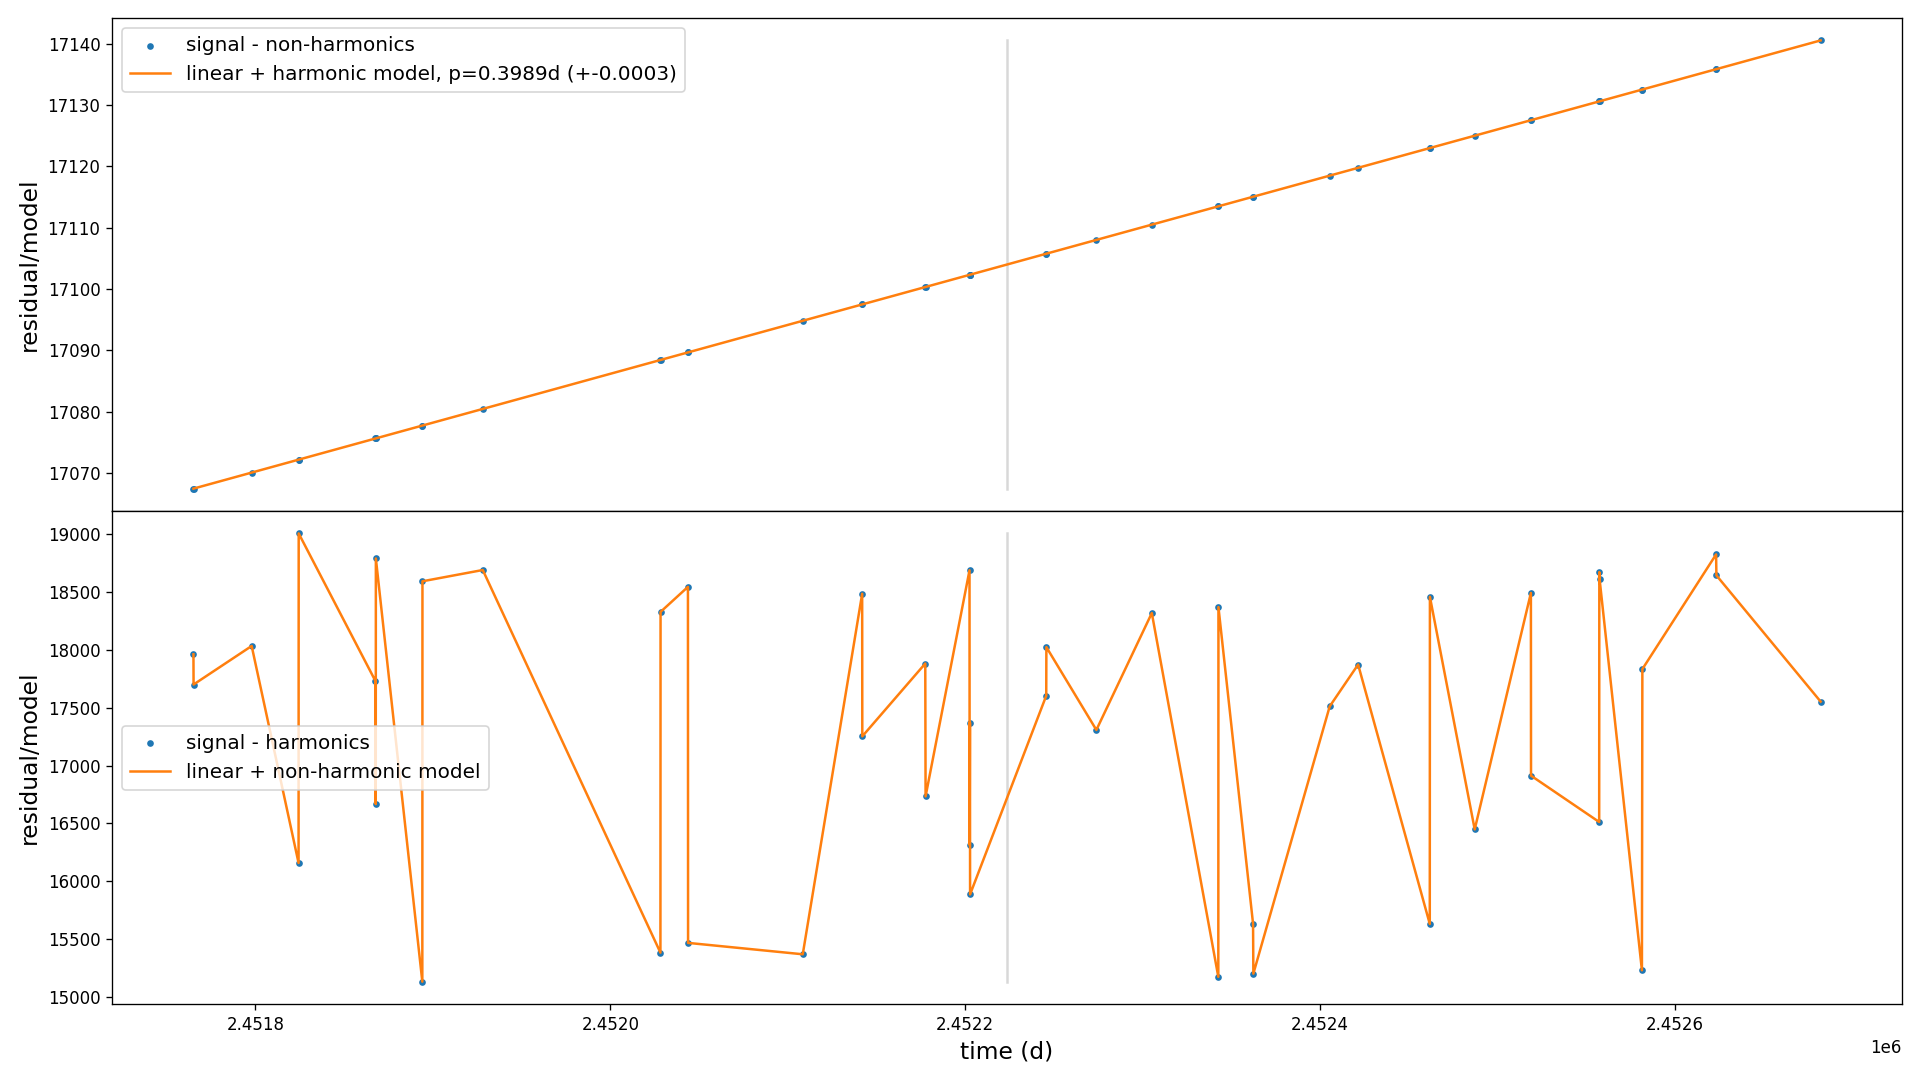 residual/model
17140
17130
17120
17110
17100
17090
17080
17070
signal - non-harmonics
linear + harmonic model, p=0.3989d (+-0.0003)
residual/model
19000
18500
18000
17500
17000
16500
16000
15500
15000
signal - harmonics
linear + non-harmonic model
2.4518 2.4520 2.4522 2.4524 2.4526
time (d)
1e6